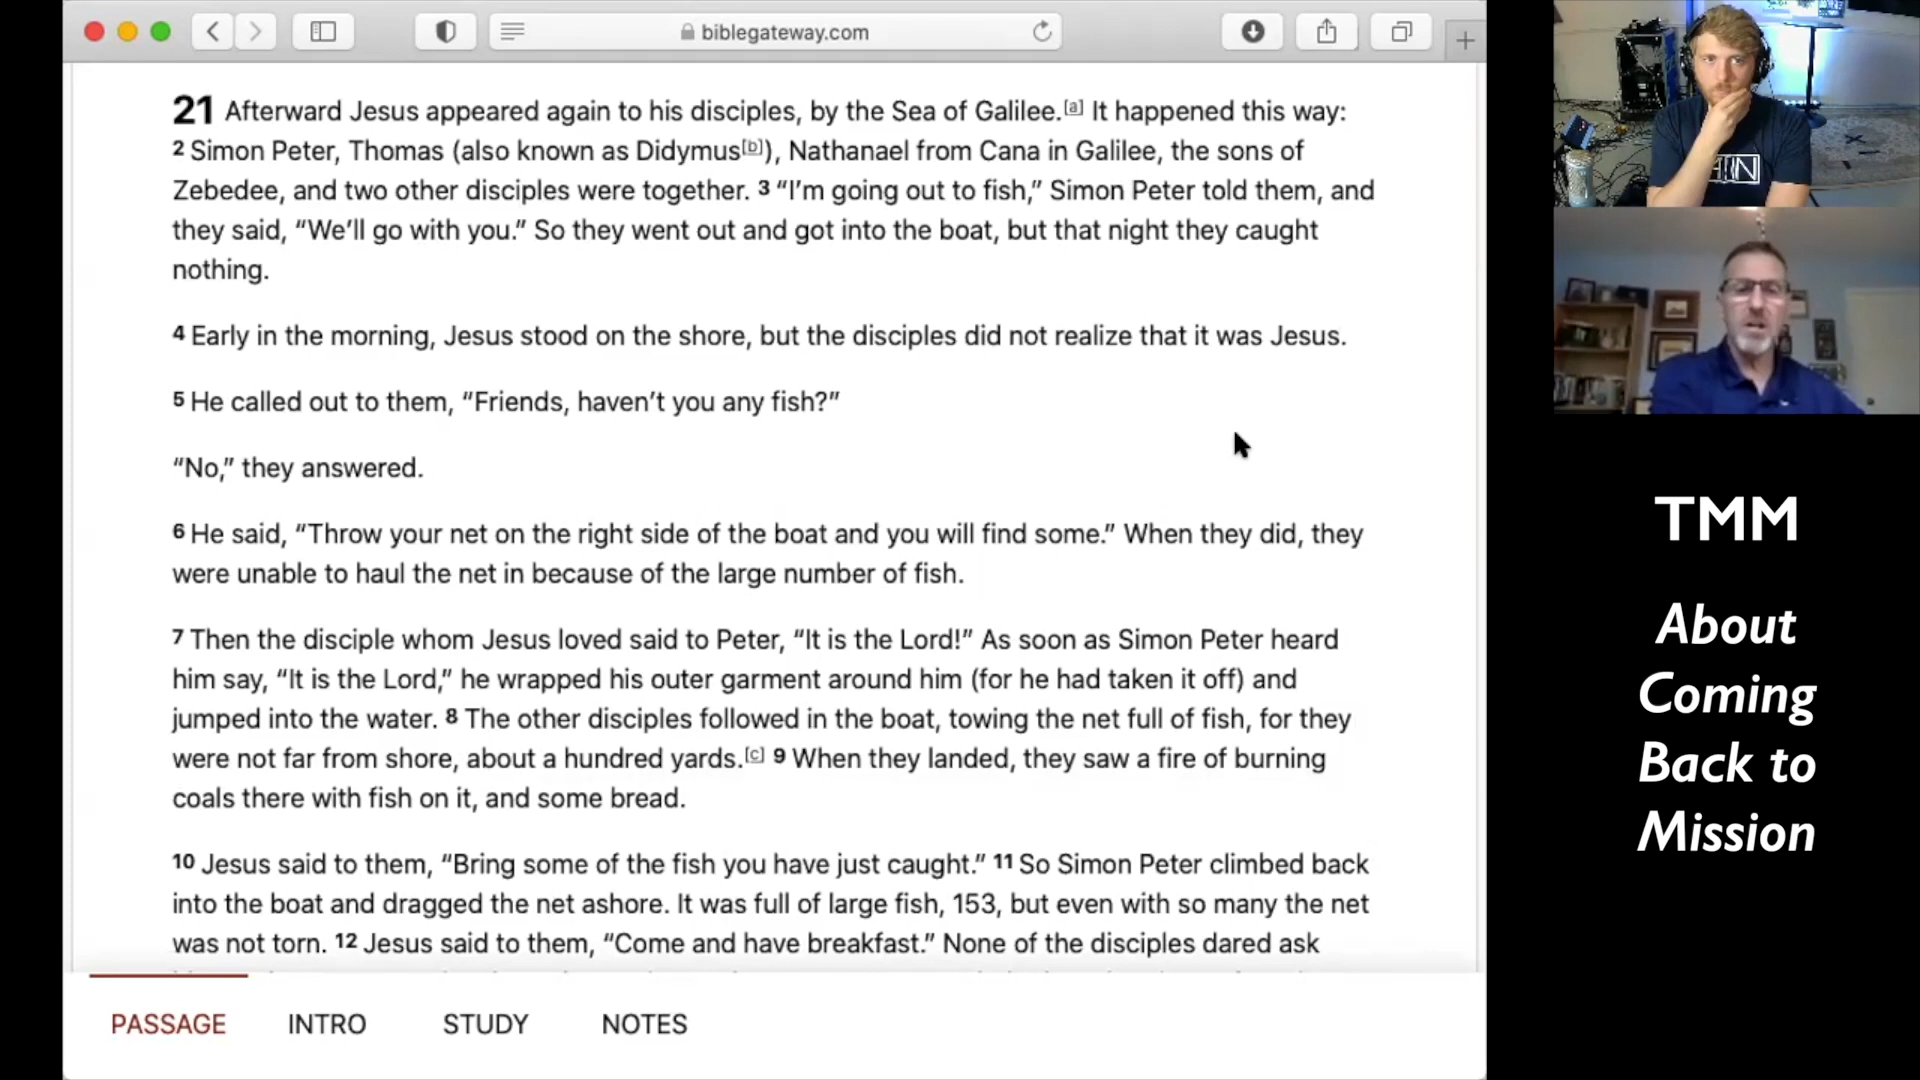 biblegateway.com
21 Afterward Jesus appeared again to his disciples, by the Sea of Galilee.[a] It happened this way:
2 Simon Peter, Thomas (also known as Didymus[b]), Nathanael from Cana in Galilee, the sons of
Zebedee, and two other disciples were together. 3 “I’m going out to fish,” Simon Peter told them, and
they said, “We’ll go with you.” So they went out and got into the boat, but that night they caught
nothing.
4 Early in the morning, Jesus stood on the shore, but the disciples did not realize that it was Jesus.
5 He called out to them, “Friends, haven’t you any fish?”
“No,” they answered.
6 He said, “Throw your net on the right side of the boat and you will find some.” When they did, they
were unable to haul the net in because of the large number of fish.
7 Then the disciple whom Jesus loved said to Peter, “It is the Lord!” As soon as Simon Peter heard
him say, “It is the Lord,” he wrapped his outer garment around him (for he had taken it off) and
jumped into the water. 8 The other disciples followed in the boat, towing the net full of fish, for they
were not far from shore, about a hundred yards.[c] 9 When they landed, they saw a fire of burning
coals there with fish on it, and some bread.
10 Jesus said to them, “Bring some of the fish you have just caught.” 11 So Simon Peter climbed back
into the boat and dragged the net ashore. It was full of large fish, 153, but even with so many the net
was not torn. 12 Jesus said to them, “Come and have breakfast.” None of the disciples dared ask
PASSAGE INTRO STUDY NOTES
TMM
About
Coming
Back to
Mission